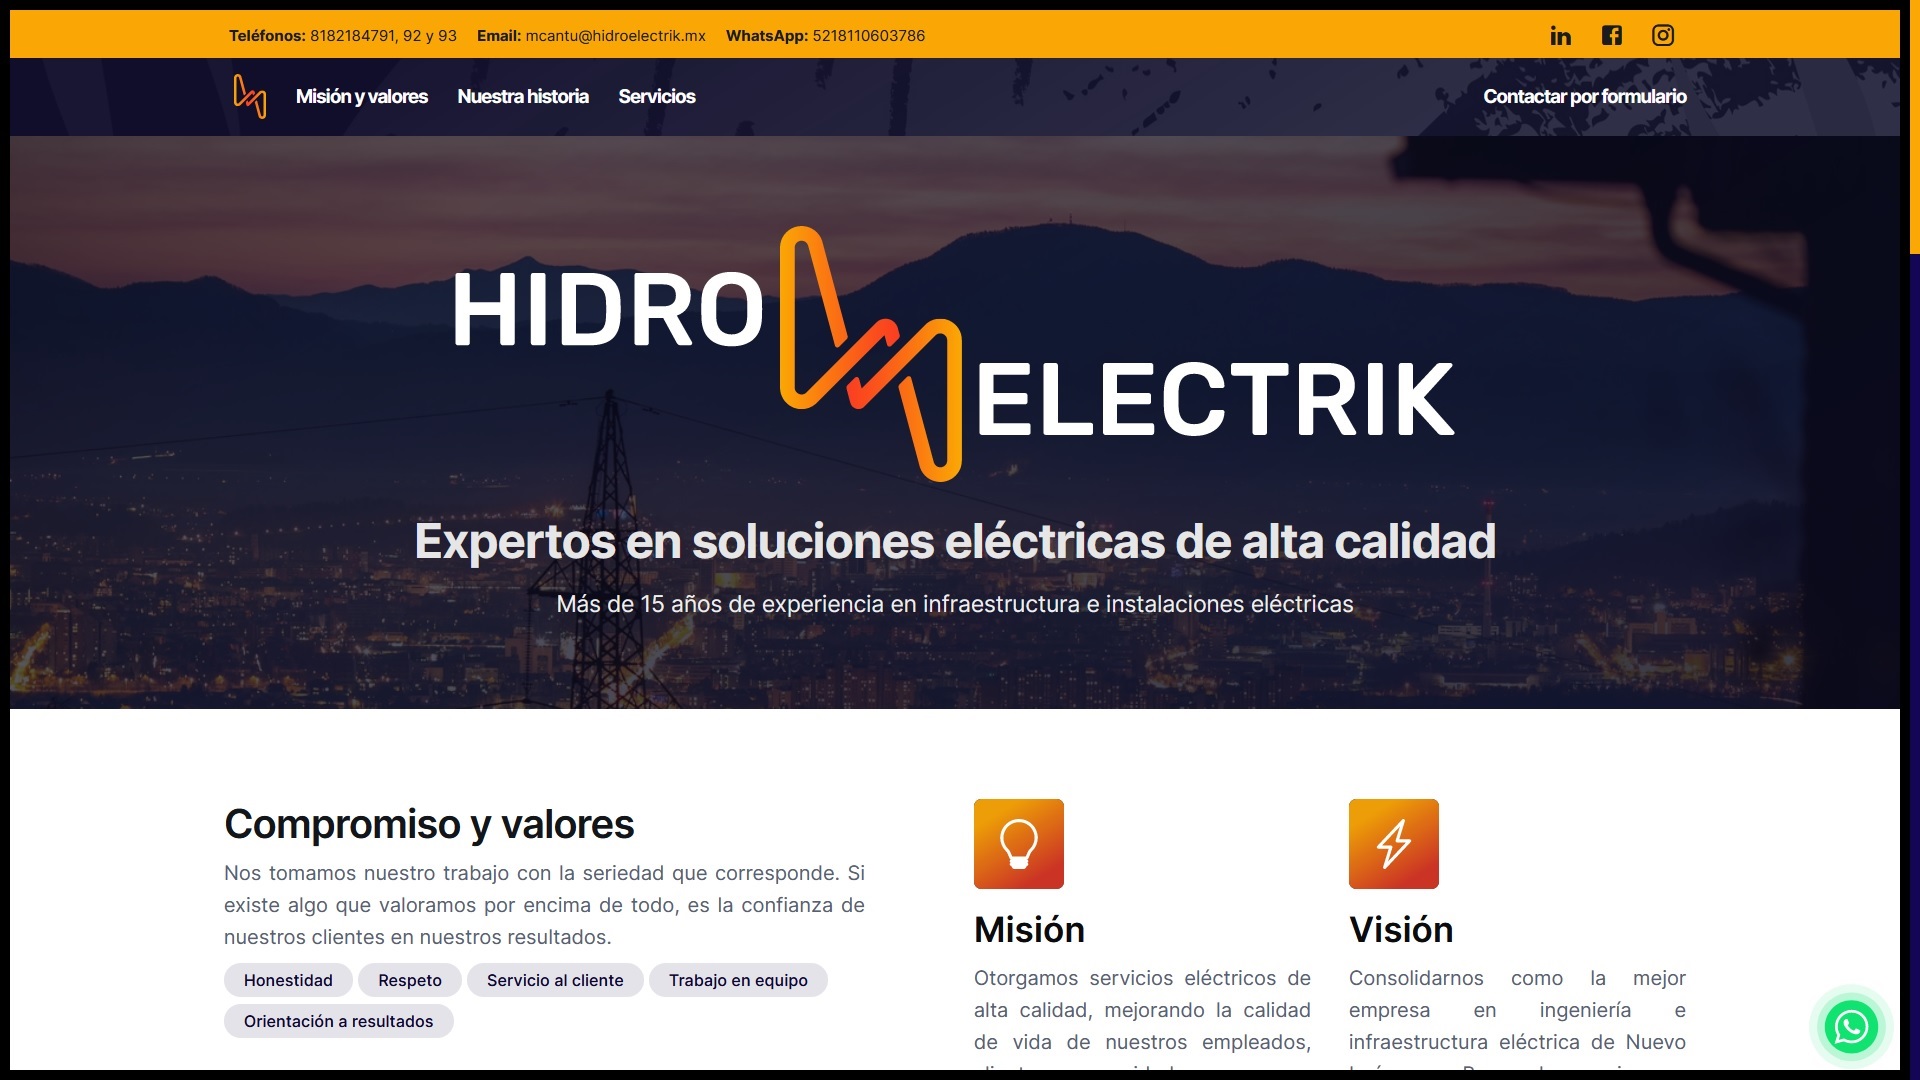 Teléfonos: 8182184791, 92 y 93 Email: mcantu@hidroelectrik.mx WhatsApp: 5218110603786
Misión y valores Nuestra historia Servicios Contactar por formulario
HIDRO
ELECTRIK
Expertos en soluciones eléctricas de alta calidad
Más de 15 años de experiencia en infraestructura e instalaciones eléctricas
Compromiso y valores
Nos tomamos nuestro trabajo con la seriedad que corresponde. Si
existe algo que valoramos por encima de todo, es la confianza de
nuestros clientes en nuestros resultados.
Honestidad Respeto Servicio al cliente Trabajo en equipo
Orientación a resultados
Misión
Otorgamos servicios eléctricos de
alta calidad, mejorando la calidad
de vida de nuestros empleados,
Visión
Consolidarnos como la mejor
empresa en ingeniería e
infraestructura eléctrica de Nuevo